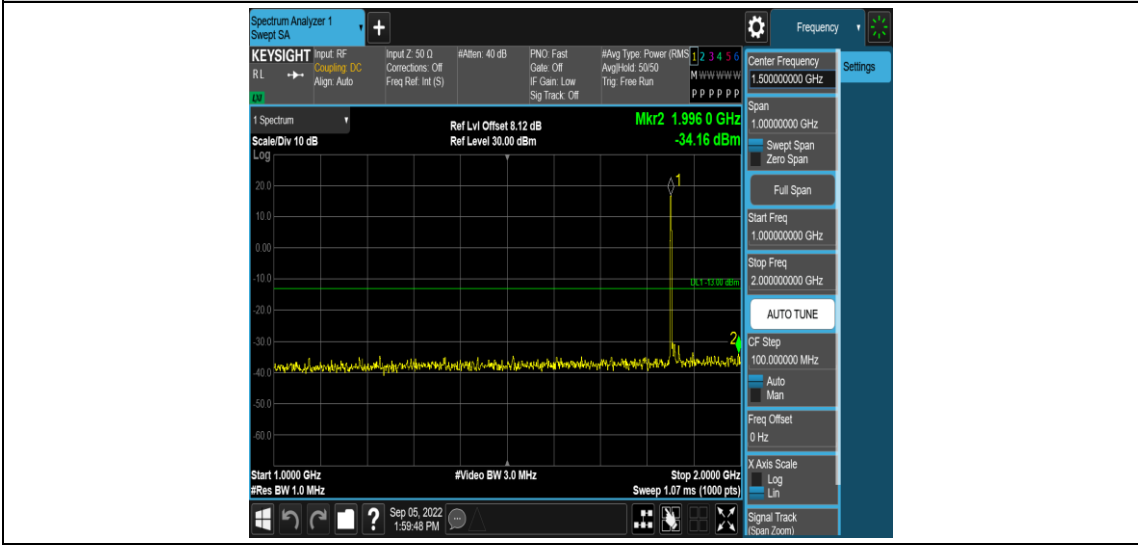 Spectrum Analyzer 1
Swept SA
+
Frequency
KEYSIGHT
RL
LM
Input: RF
Coupling: DC
Align: Auto
Input Z: 50 Ω
Corrections: Off
Freq Ref: Int (S)
#Atten: 40 dB
PNO: Fast
Gate: Off
IF Gain: Low
Sig Track: Off
#Avg Type: Power (RMS
Avg|Hold: 50/50
Trig: Free Run
1 2 3 4 5 6
M W W W W W
P P P P P P
1 Spectrum
Scale/Div 10 dB
Log
Ref Lvl Offset 8.12 dB
Ref Level 30.00 dBm
Mkr2 1.996 0 GHz
-34.16 dBm
20.0
10.0
0.00
-10.0
-20.0
-30.0
-40.0
-50.0
-60.0
1
DL1 -13.00 dBm
2
Start 1.0000 GHz
#Res BW 1.0 MHz
#Video BW 3.0 MHz
Stop 2.0000 GHz
Sweep 1.07 ms (1000 pts)
Sep 05, 2022
1:59:48 PM
?
Center Frequency
1.500000000 GHz
Span
1.00000000 GHz
Swept Span
Zero Span
Full Span
Start Freq
1.000000000 GHz
Stop Freq
2.000000000 GHz
AUTO TUNE
CF Step
100.000000 MHz
Auto
Man
Freq Offset
0 Hz
X Axis Scale
Log
Lin
Signal Track
(Span Zoom)
Settings